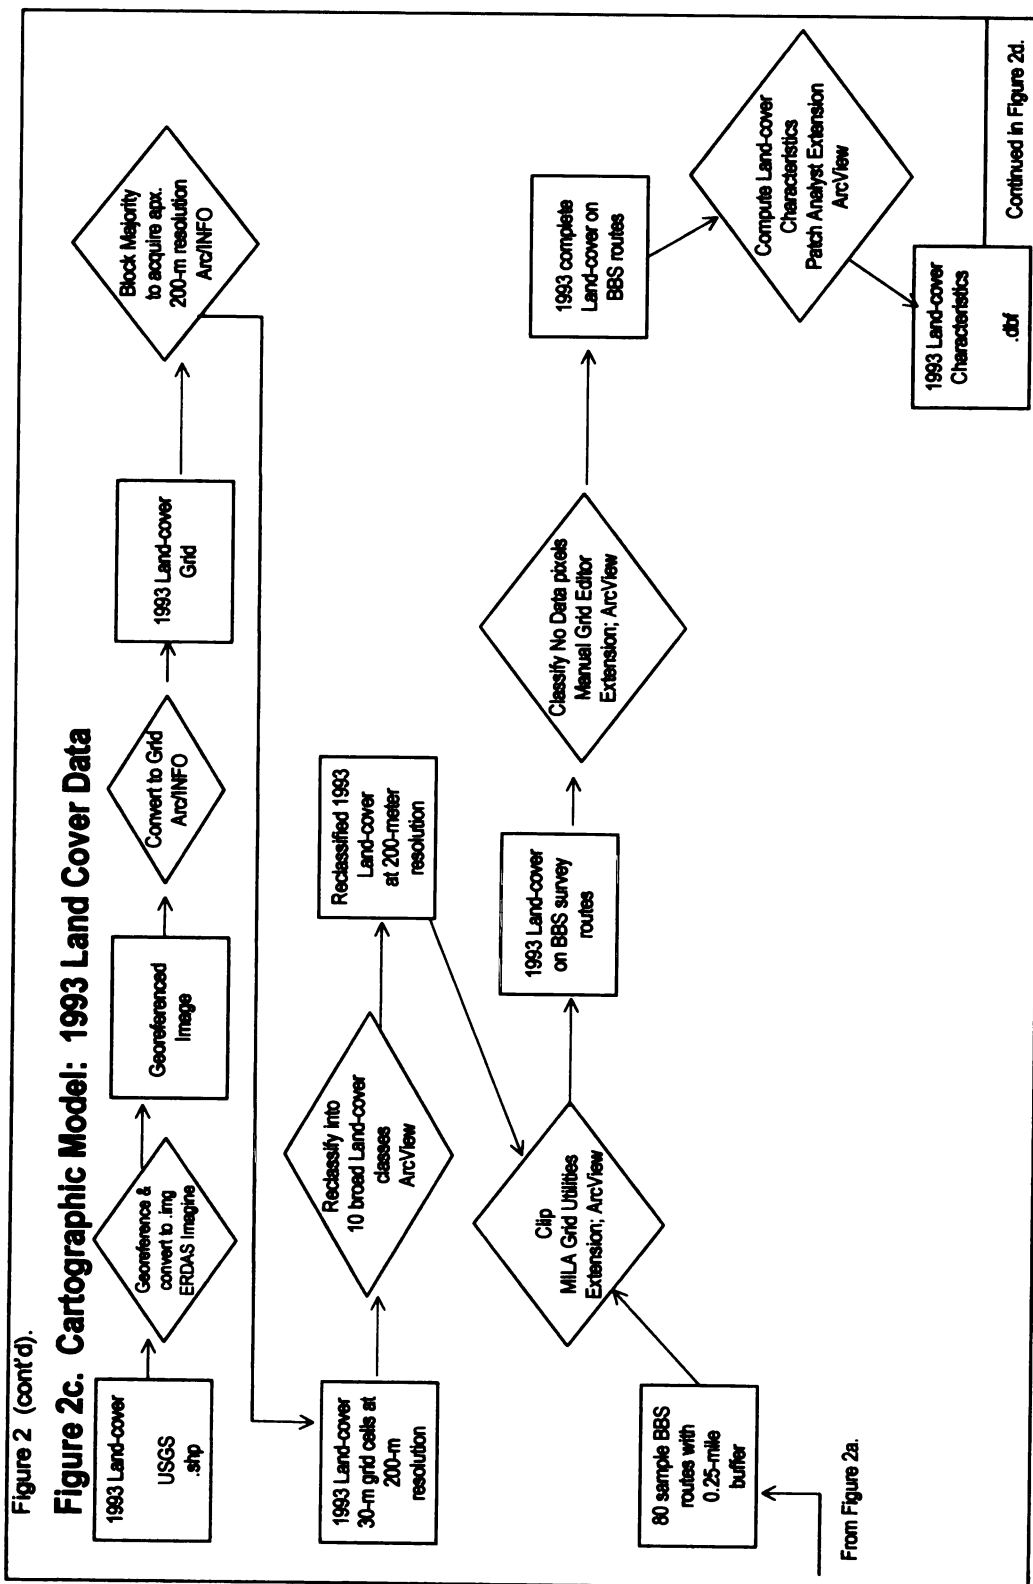 Figure 2 (cont'd).
Figure 2c. Cartographic Model: 1993 Land Cover Data
1993 Land-cover
USGS
.shp
Georeference &
convert to .img
ERDAS Imagine
Georeferenced
Image
Convert to Grid
Arc/INFO
1993 Land-cover
Grid
Block Majority
to acquire apx.
200-m resolution
Arc/INFO
1993 Land-cover
30-m grid cells at
200-m
resolution
Reclassify into
10 broad Land-cover
classes
ArcView
Reclassified 1993
Land-cover
at 200-meter
resolution
80 sample BBS
routes with
0.25-mile
buffer
From Figure 2a.
Clip
MILA Grid Utilities
Extension; ArcView
1993 Land-cover
on BBS survey
routes
Classify No Data pixels
Manual Grid Editor
Extension; ArcView
1993 complete
Land-cover on
BBS routes
Compute Land-cover
Characteristics
Patch Analyst Extension
ArcView
1993 Land-cover
Characteristics
.dbf
Continued in Figure 2d.